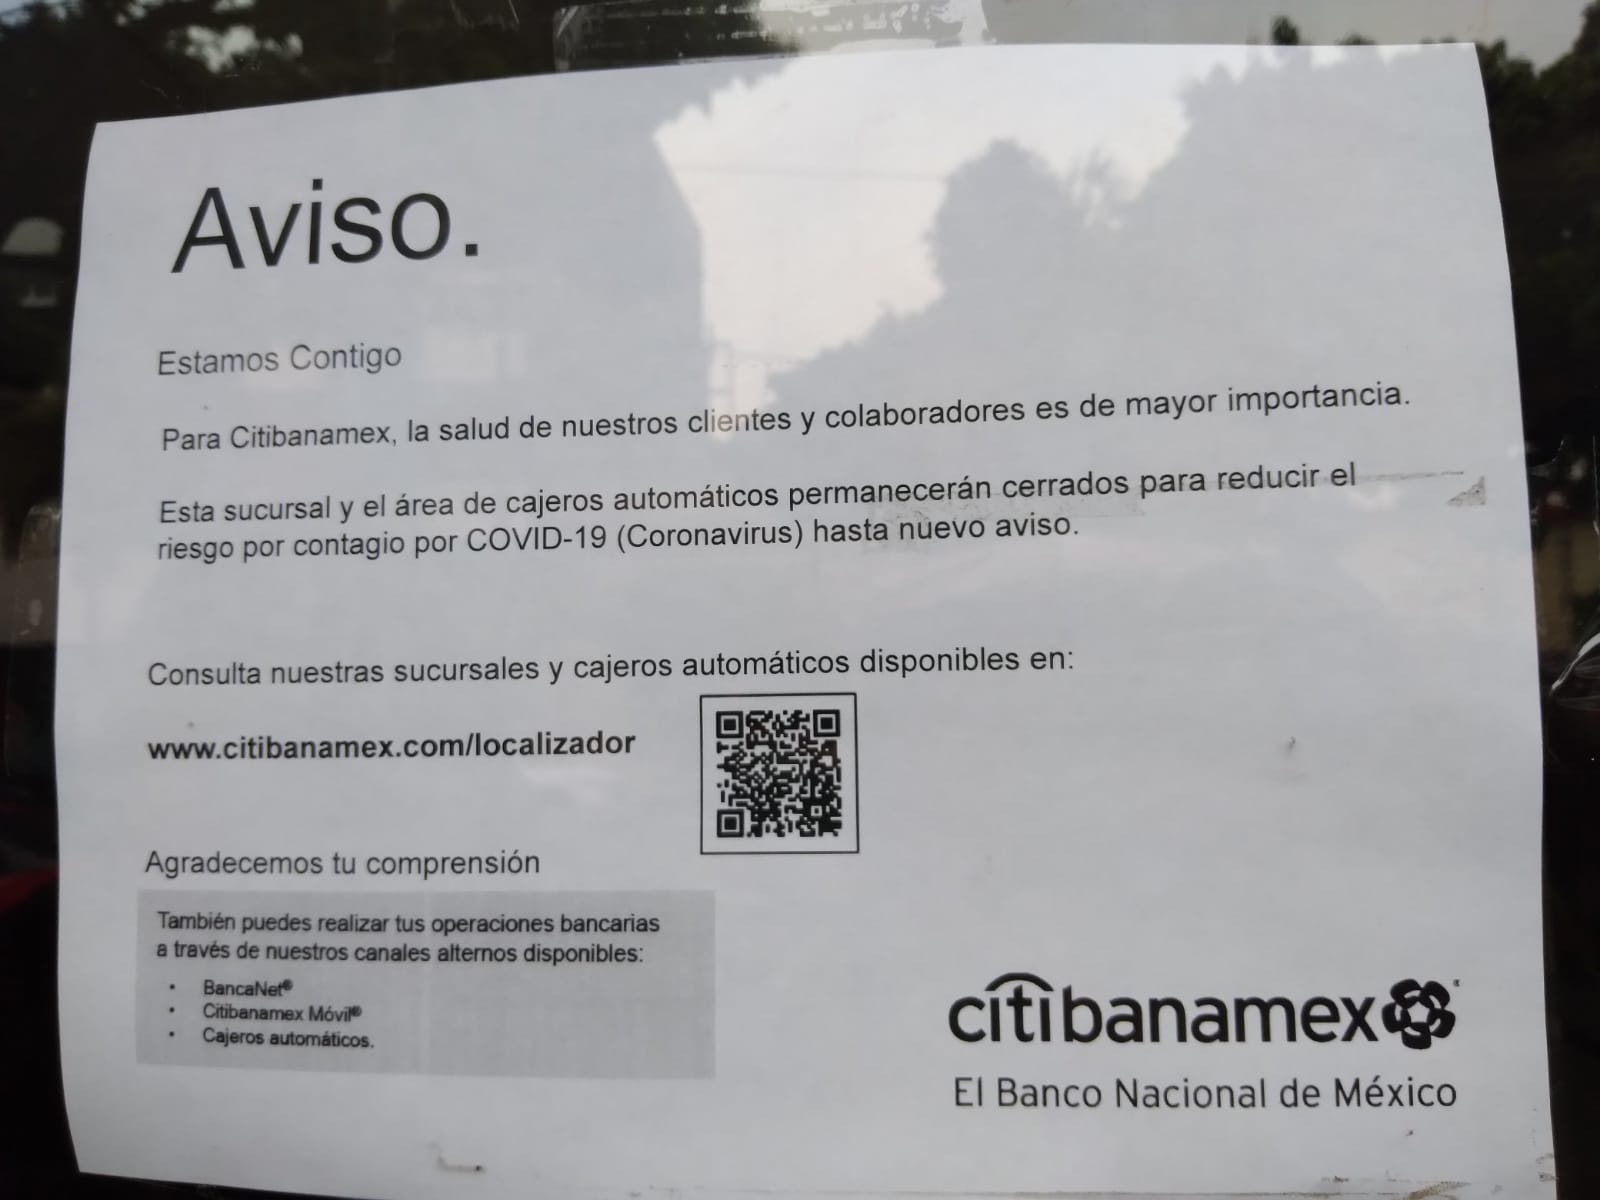 Aviso.
Estamos Contigo
Para Citibanamex, la salud de nuestros clientes y colaboradores es de mayor importancia.
Esta sucursal y el área de cajeros automáticos permanecerán cerrados para reducir el
riesgo por contagio por COVID-19 (Coronavirus) hasta nuevo aviso.
Consulta nuestras sucursales y cajeros automáticos disponibles en:
www.citibanamex.com/localizador
Agradecemos tu comprensión
También puedes realizar tus operaciones bancarias
a través de nuestros canales alternos disponibles:
• BancaNet®
• Citibanamex Móvil®
• Cajeros automáticos.
citibanamex®
El Banco Nacional de México